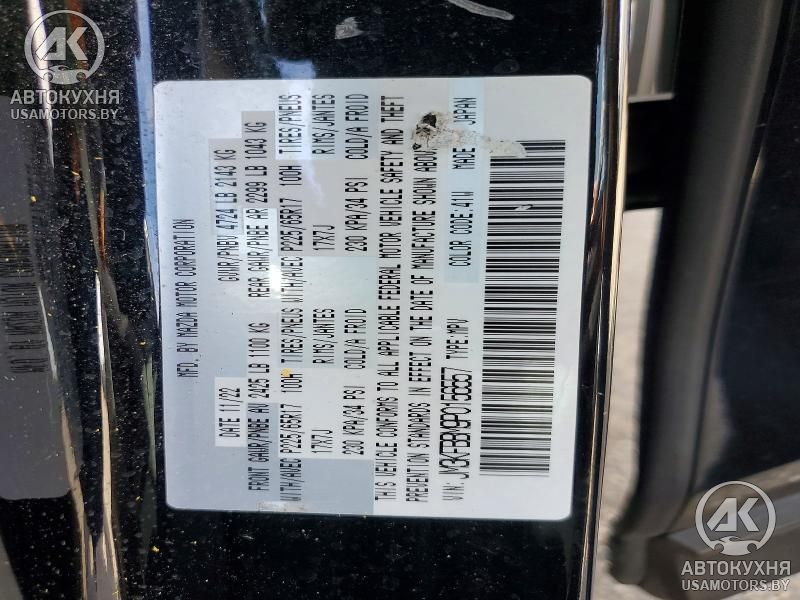 MFD. BY MAZDA MOTOR CORPORATION
DATE 11/22
GVWR/PNBV 4724 LB 2143 KG
FRONT GAWR/PNBE AV 2425 LB 1100 KG
REAR GAWR/PNBE AR 2299 LB 1043 KG
WITH/AVEC P225/65R17 100H TIRES/PNEUS
WITH/AVEC P225/65R17 100H TIRES/PNEUS
17X7J RIMS/JANTES
17X7J RIMS/JANTES
230 KPA/34 PSI COLD/A FROID
230 KPA/34 PSI COLD/A FROID
THIS VEHICLE CONFORMS TO ALL APPLICABLE FEDERAL MOTOR VEHICLE SAFETY AND THEFT
PREVENTION STANDARDS IN EFFECT ON THE DATE OF MANUFACTURE SHOWN ABOVE.
VIN: TYPE:MPV COLOR CODE:41W MADE JAPAN
АК
АВТОКУХНЯ
USAMOTORS.BY
АК
АВТОКУХНЯ
USAMOTORS.BY